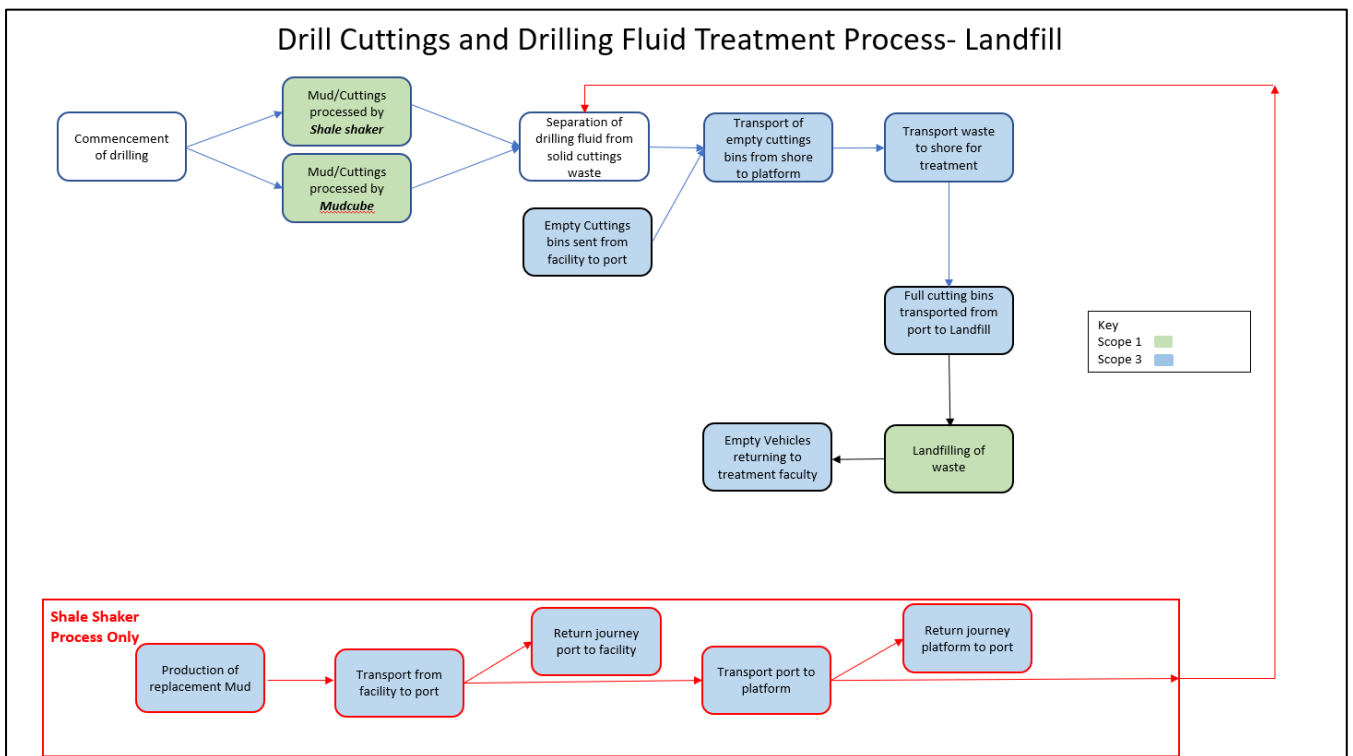 Drill Cuttings and Drilling Fluid Treatment Process- Landfill
Commencement
of drilling
Mud/Cuttings
processed by
Shale shaker
Mud/Cuttings
processed by
Mudcube
Separation of
drilling fluid from
solid cuttings
waste
Empty Cuttings
bins sent from
facility to port
Transport of
empty cuttings
bins from shore
to platform
Transport waste
to shore for
treatment
Full cutting bins
transported from
port to Landfill
Key
Scope 1
Scope 3
Landfilling of
waste
Empty Vehicles
returning to
treatment faculty
Shale Shaker
Process Only
Production of
replacement Mud
Transport from
facility to port
Return journey
port to facility
Transport port to
platform
Return journey
platform to port